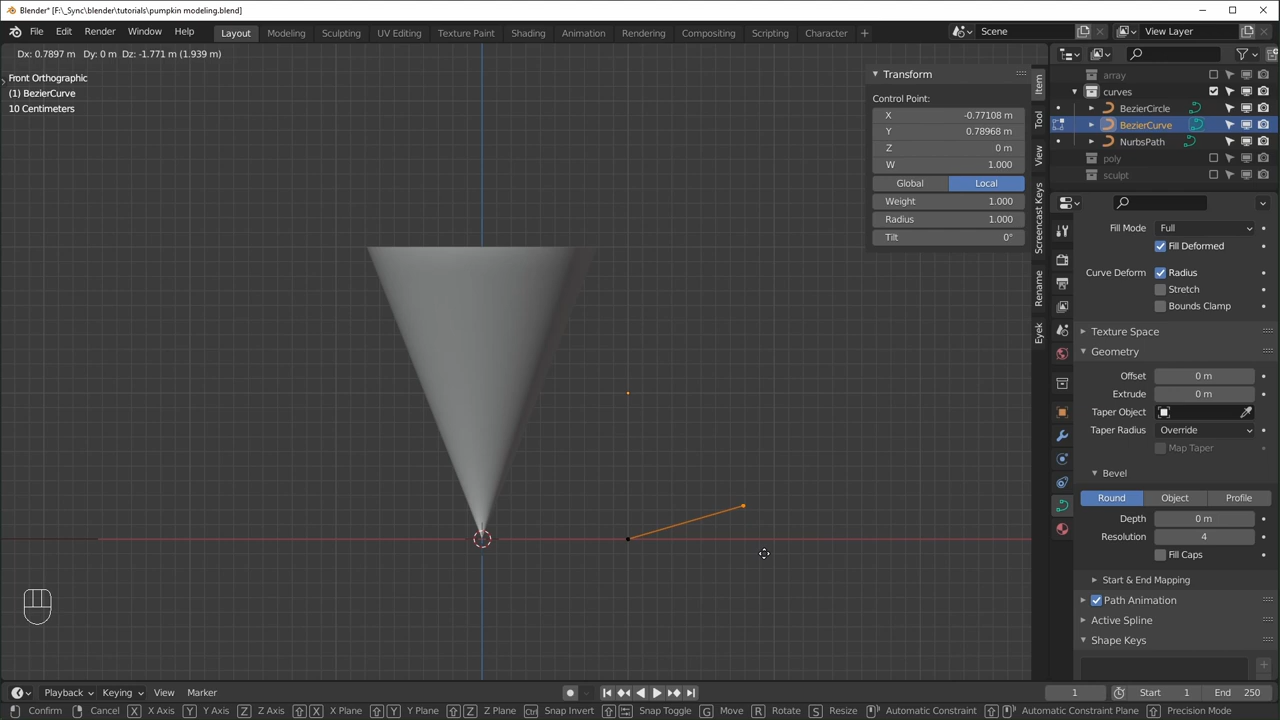 Blender* [F:\_Sync\blender\tutorials\pumpkin modeling.blend]
File Edit Render Window Help Layout Modeling Sculpting UV Editing Texture Paint Shading Animation Rendering Compositing Scripting Character + Scene View Layer
Dx: 0.7897 m Dy: 0 m Dz: -1.771 m (1.939 m)
Front Orthographic
(1) BezierCurve
10 Centimeters
Transform
Control Point:
X -0.77108 m
Y 0.78968 m
Z 0 m
W 1.000
Global Local
Weight 1.000
Radius 1.000
Tilt 0°
Item
Tool
View
Screencast Keys
Rename
Eyek
array
curves
BezierCircle
BezierCurve
NurbsPath
poly
sculpt
Fill Mode Full
Fill Deformed
Curve Deform Radius
Stretch
Bounds Clamp
Texture Space
Geometry
Offset 0 m
Extrude 0 m
Taper Object
Taper Radius Override
Map Taper
Bevel
Round Object Profile
Depth 0 m
Resolution 4
Fill Caps
Start & End Mapping
Path Animation
Active Spline
Shape Keys
Playback Keying View Marker 1 Start 1 End 250
Confirm Cancel X X Axis Y Y Axis Z Z Axis X X Plane Y Y Plane Z Z Plane Snap Invert Snap Toggle G Move R Rotate S Resize Automatic Constraint Automatic Constraint Plane Precision Mode